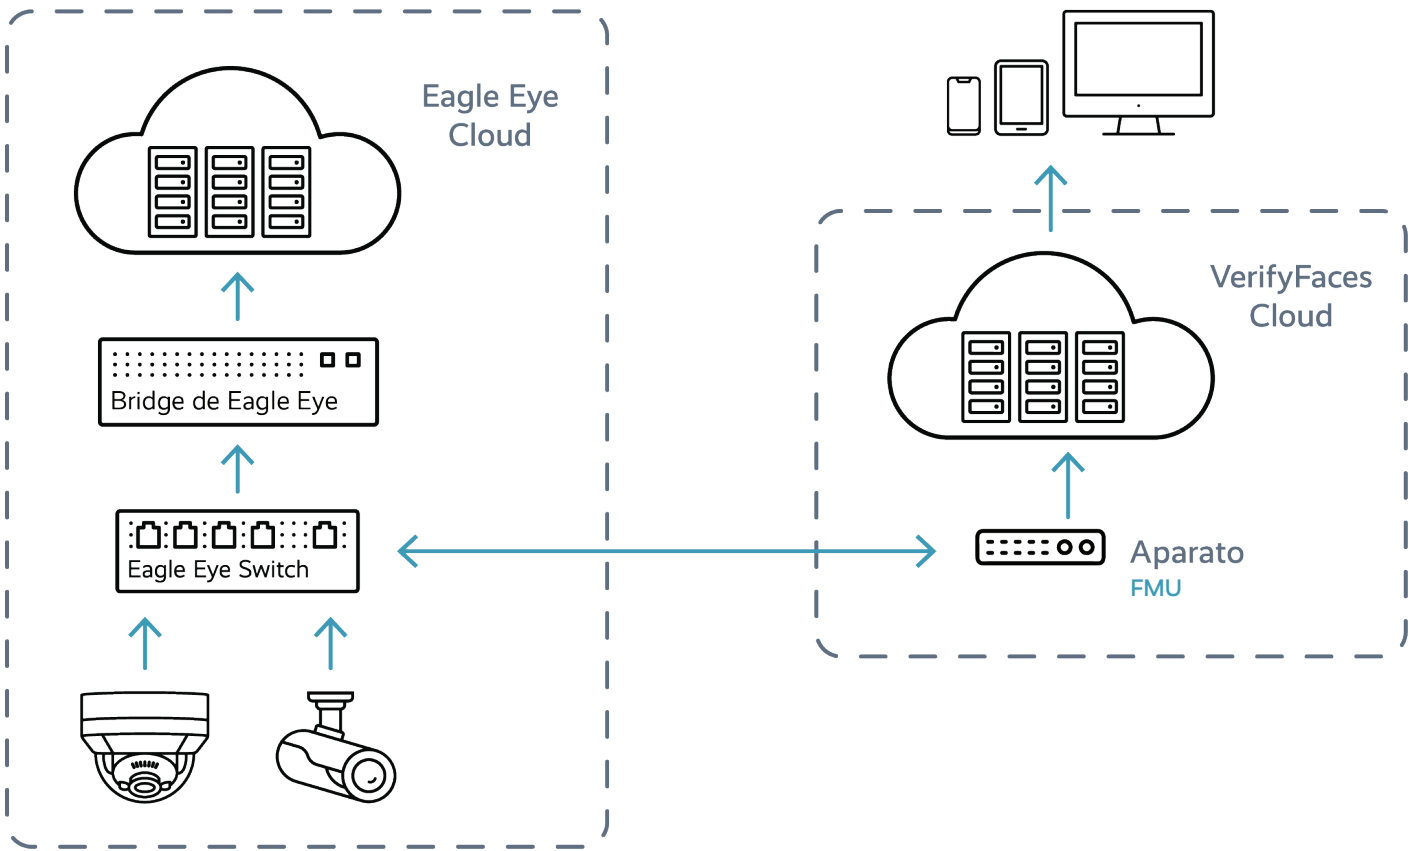 Eagle Eye
Cloud
Bridge de Eagle Eye
Eagle Eye Switch
VerifyFaces
Cloud
Aparato
FMU